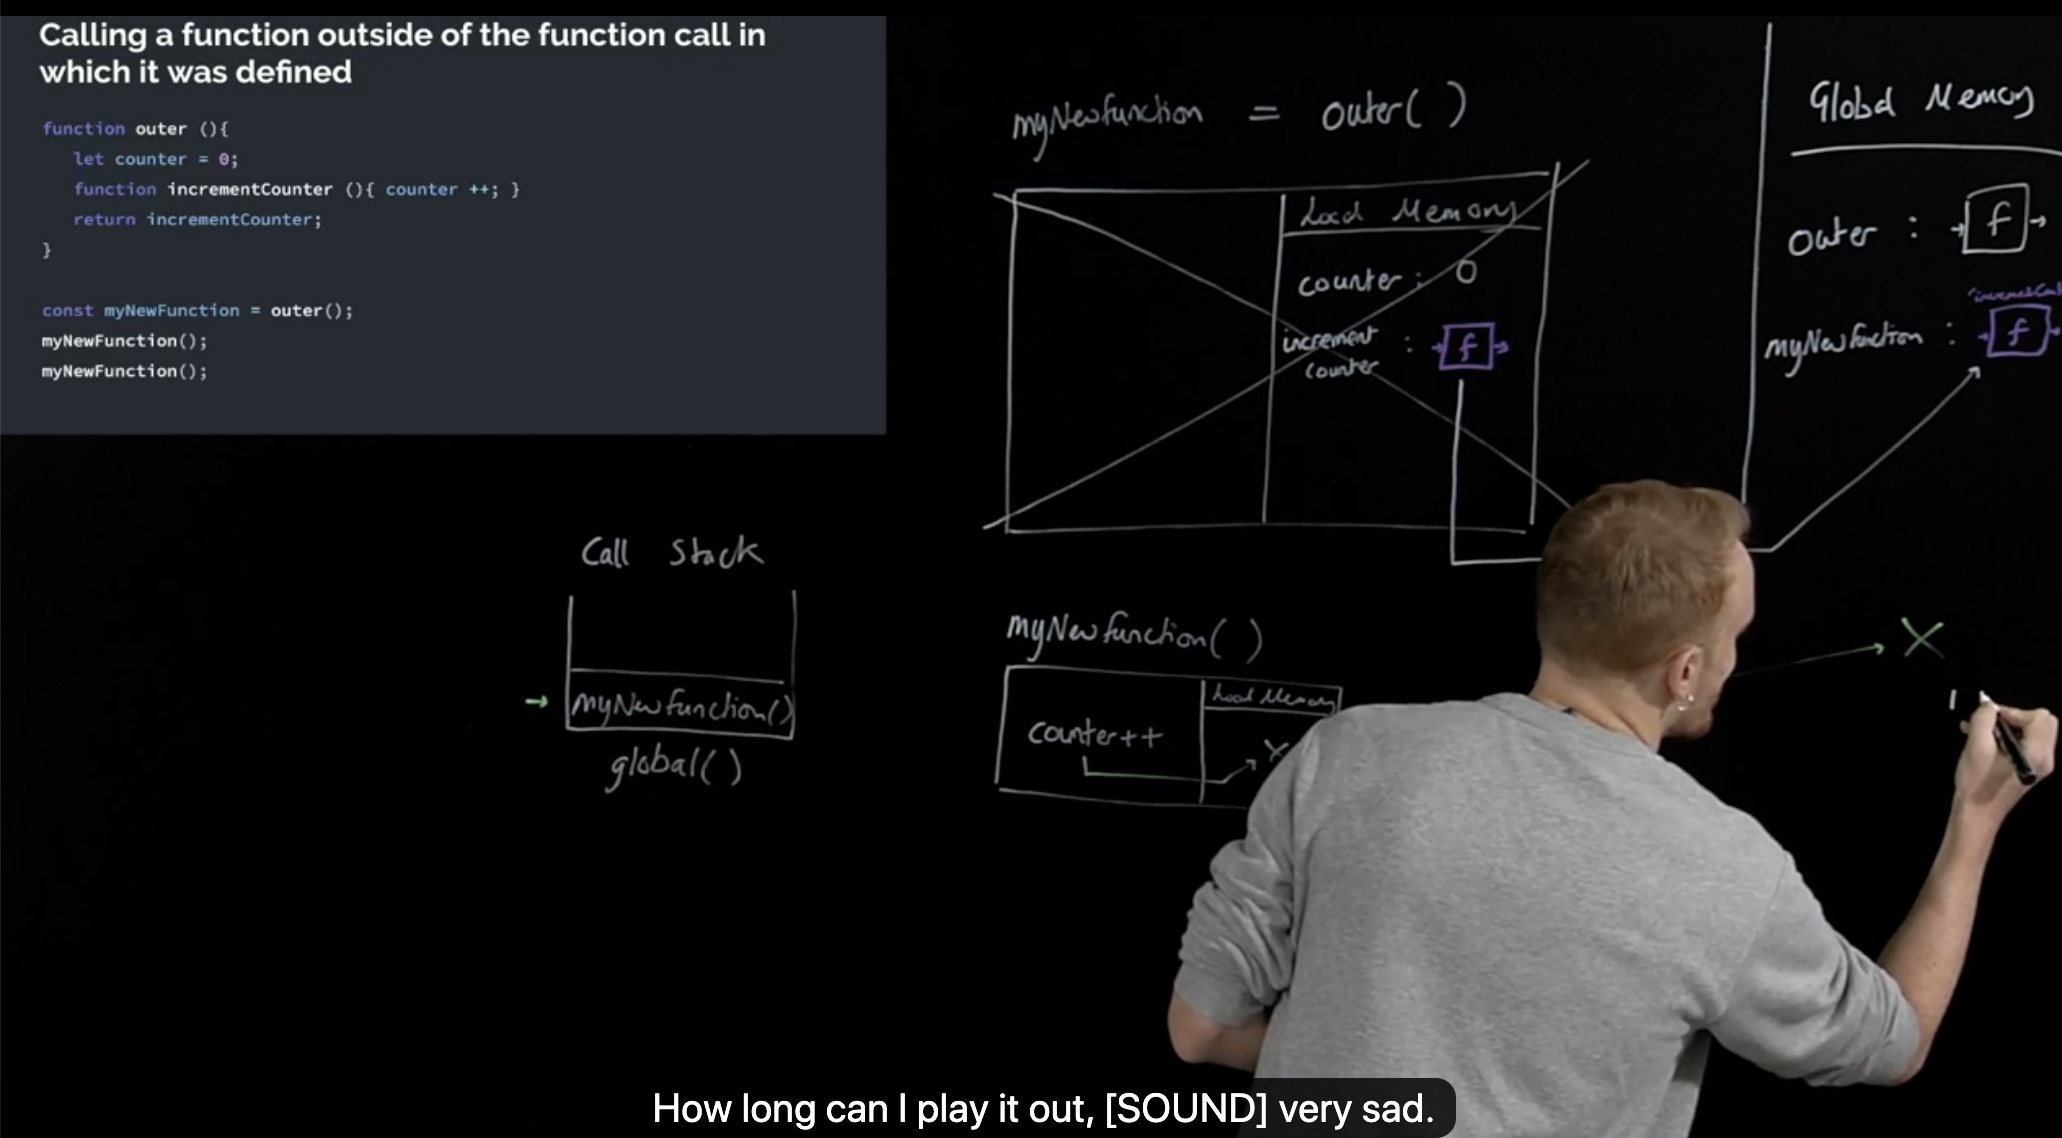 Calling a function outside of the function call in
which it was defined
function outer (){
let counter = 0;
function incrementCounter (){ counter ++; }
return incrementCounter;
}
const myNewFunction = outer();
myNewFunction();
myNewFunction();
myNewfunction = outer( )
Local Memory
counter : 0
increment
counter : f
Global Memory
outer : f
myNewfunction : f
Call Stack
myNewfunction()
global( )
myNewfunction( )
Local Memory
counter++
How long can I play it out, [SOUND] very sad.